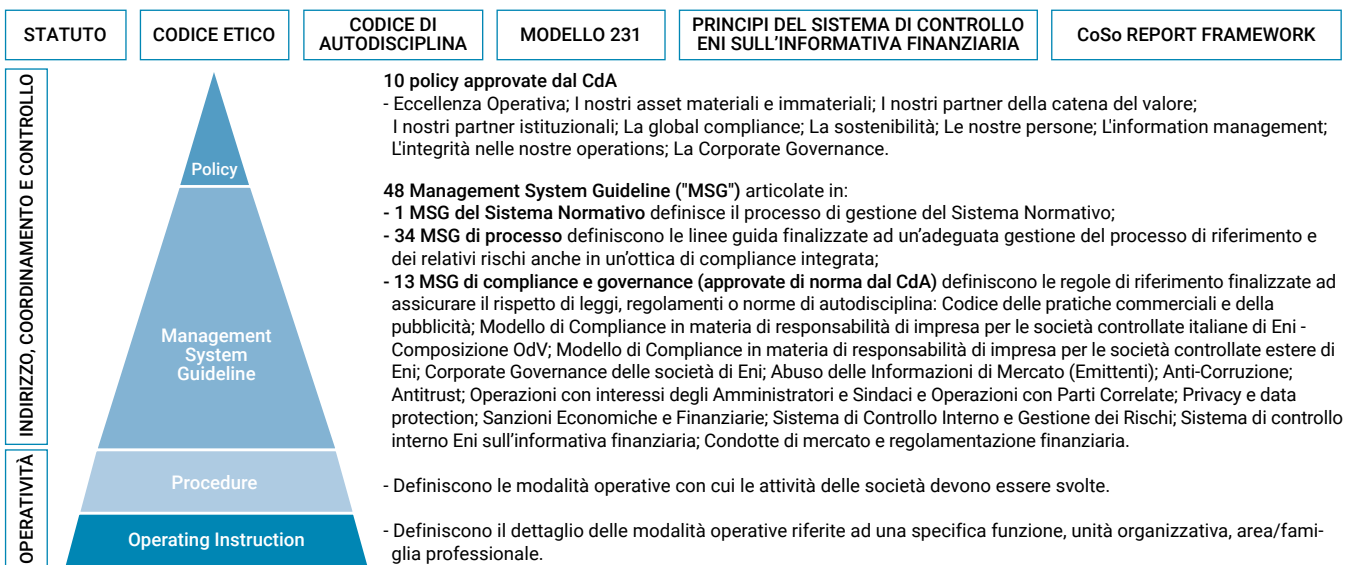 STATUTO
CODICE ETICO
CODICE DI
AUTODISCIPLINA
MODELLO 231
PRINCIPI DEL SISTEMA DI CONTROLLO
ENI SULL'INFORMATIVA FINANZIARIA
CoSo REPORT FRAMEWORK
INDIRIZZO, COORDINAMENTO E CONTROLLO
Policy
10 policy approvate dal CdA
- Eccellenza Operativa; I nostri asset materiali e immateriali; I nostri partner della catena del valore;
I nostri partner istituzionali; La global compliance; La sostenibilità; Le nostre persone; L'information management;
L'integrità nelle nostre operations; La Corporate Governance.
Management
System
Guideline
48 Management System Guideline ("MSG") articolate in:
- 1 MSG del Sistema Normativo definisce il processo di gestione del Sistema Normativo;
- 34 MSG di processo definiscono le linee guida finalizzate ad un'adeguata gestione del processo di riferimento e
dei relativi rischi anche in un'ottica di compliance integrata;
- 13 MSG di compliance e governance (approvate di norma dal CdA) definiscono le regole di riferimento finalizzate ad
assicurare il rispetto di leggi, regolamenti o norme di autodisciplina: Codice delle pratiche commerciali e della
pubblicità; Modello di Compliance in materia di responsabilità di impresa per le società controllate italiane di Eni -
Composizione OdV; Modello di Compliance in materia di responsabilità di impresa per le società controllate estere di
Eni; Corporate Governance delle società di Eni; Abuso delle Informazioni di Mercato (Emittenti); Anti-Corruzione;
Antitrust; Operazioni con interessi degli Amministratori e Sindaci e Operazioni con Parti Correlate; Privacy e data
protection; Sanzioni Economiche e Finanziarie; Sistema di Controllo Interno e Gestione dei Rischi; Sistema di controllo
interno Eni sull'informativa finanziaria; Condotte di mercato e regolamentazione finanziaria.
OPERATIVITÀ
Procedure
- Definiscono le modalità operative con cui le attività delle società devono essere svolte.
Operating Instruction
- Definiscono il dettaglio delle modalità operative riferite ad una specifica funzione, unità organizzativa, area/fami-
glia professionale.